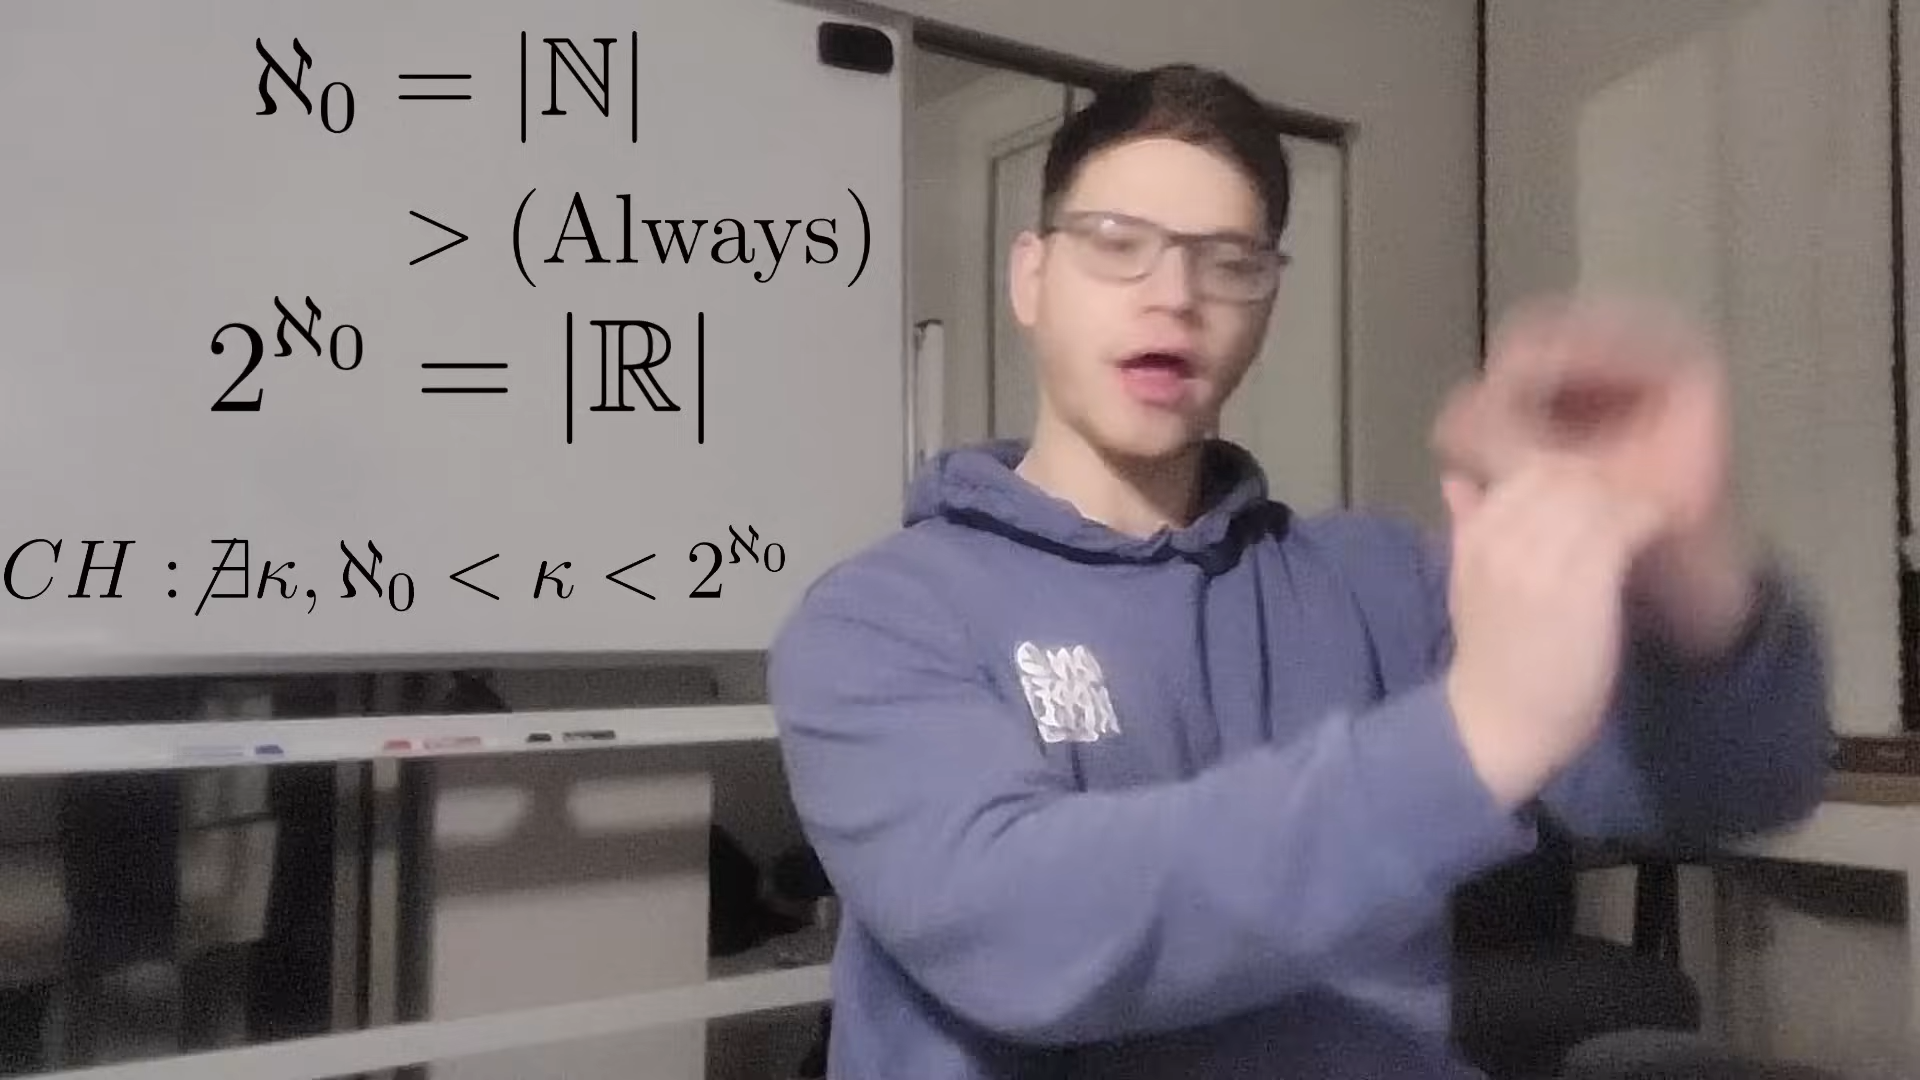 ℵ₀ = |ℕ|
> (Always)
2^ℵ₀ = |ℝ|
CH : ∄κ, ℵ₀ < κ < 2^ℵ₀